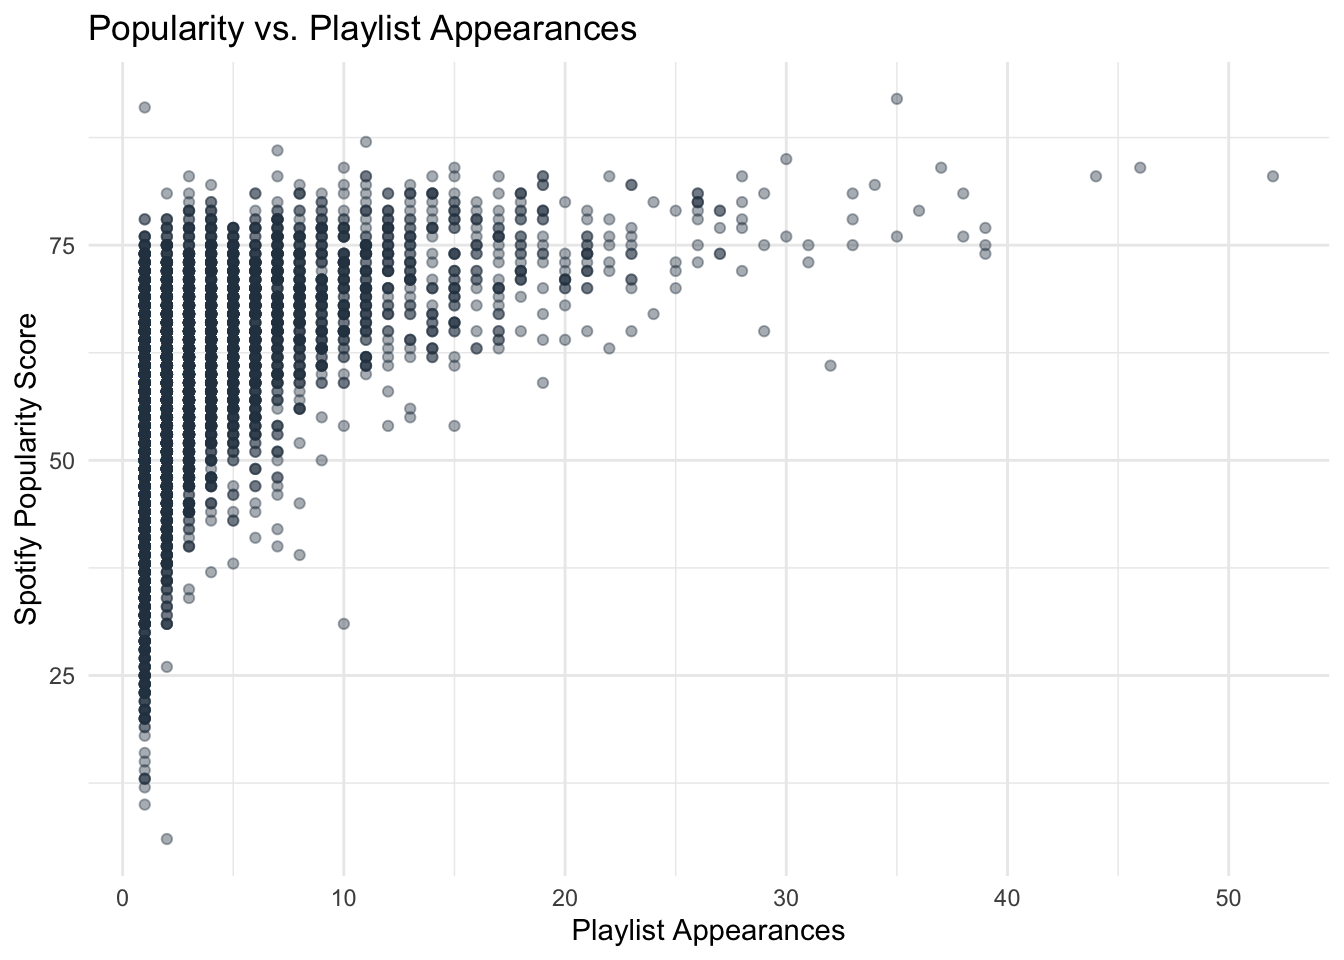 Popularity vs. Playlist Appearances
Spotify Popularity Score
75
50
25
0 10 20 30 40 50
Playlist Appearances